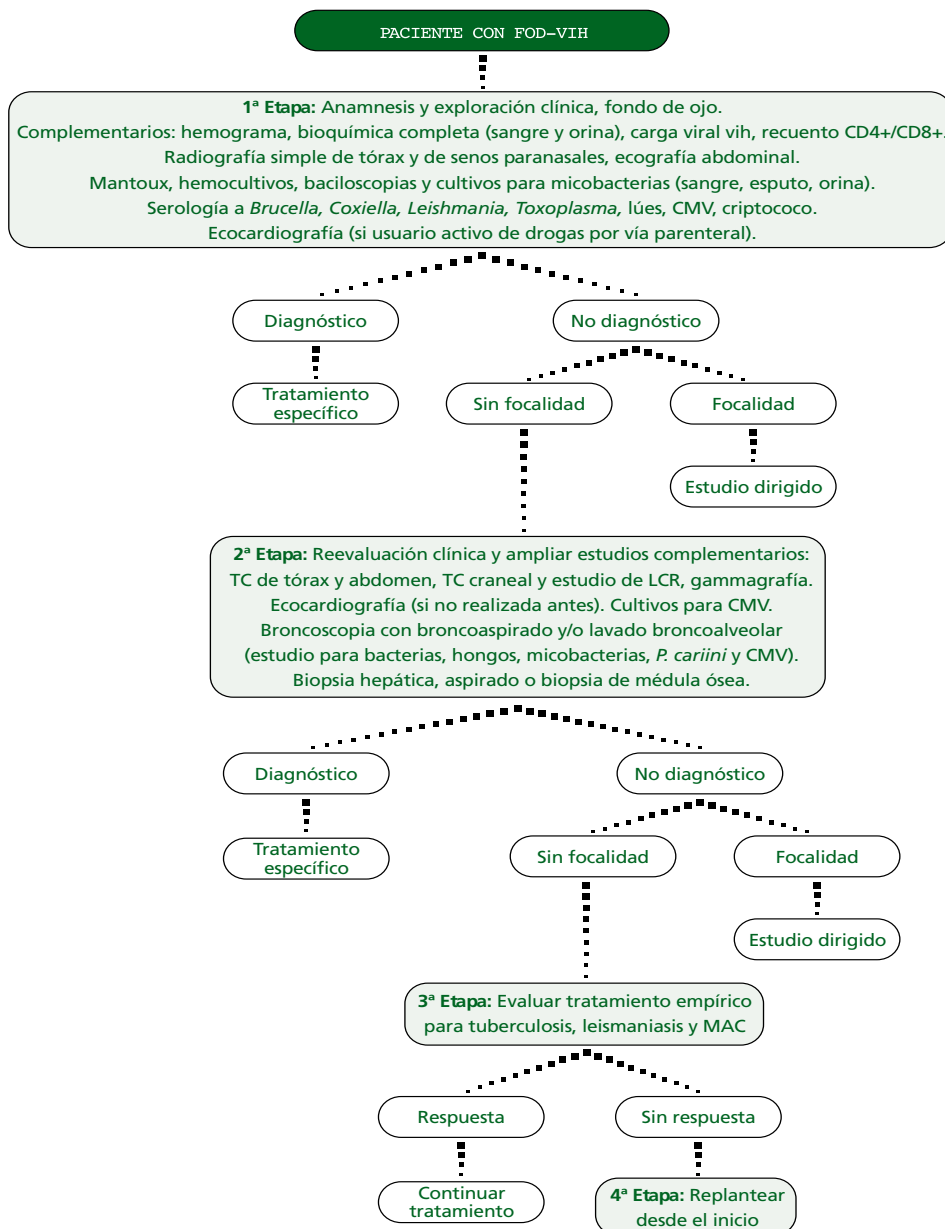 PACIENTE CON FOD–VIH
1ª Etapa: Anamnesis y exploración clínica, fondo de ojo.
Complementarios: hemograma, bioquímica completa (sangre y orina), carga viral vih, recuento CD4+/CD8+.
Radiografía simple de tórax y de senos paranasales, ecografía abdominal.
Mantoux, hemocultivos, baciloscopias y cultivos para micobacterias (sangre, esputo, orina).
Serología a Brucella, Coxiella, Leishmania, Toxoplasma, lúes, CMV, criptococo.
Ecocardiografía (si usuario activo de drogas por vía parenteral).
Diagnóstico
No diagnóstico
Tratamiento
específico
Sin focalidad
Focalidad
Estudio dirigido
2ª Etapa: Reevaluación clínica y ampliar estudios complementarios:
TC de tórax y abdomen, TC craneal y estudio de LCR, gammagrafía.
Ecocardiografía (si no realizada antes). Cultivos para CMV.
Broncoscopia con broncoaspirado y/o lavado broncoalveolar
(estudio para bacterias, hongos, micobacterias, P. cariini y CMV).
Biopsia hepática, aspirado o biopsia de médula ósea.
Diagnóstico
No diagnóstico
Tratamiento
específico
Sin focalidad
Focalidad
Estudio dirigido
3ª Etapa: Evaluar tratamiento empírico
para tuberculosis, leismaniasis y MAC
Respuesta
Sin respuesta
Continuar
tratamiento
4ª Etapa: Replantear
desde el inicio